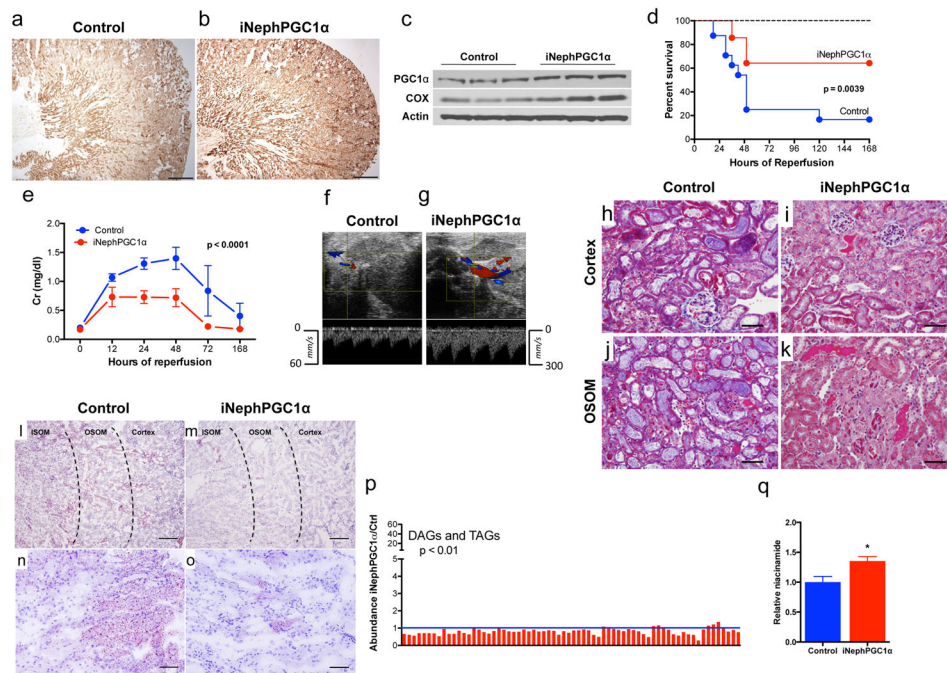 a
Control
b
iNephPGC1α
c
Control
iNephPGC1α
PGC1α
COX
Actin
d
Percent survival
100
80
60
40
20
0
iNephPGC1α
p = 0.0039
Control
0 24 48 72 96 120 144 168
Hours of Reperfusion
e
Cr (mg/dl)
2.0
1.5
1.0
0.5
0.0
Control
iNephPGC1α
p < 0.0001
0 12 24 48 72 168
Hours of reperfusion
f
Control
g
iNephPGC1α
0
mm/s
60
0
mm/s
300
Control
iNephPGC1α
h
i
Cortex
j
k
OSOM
Control
iNephPGC1α
l
ISOM
OSOM
Cortex
m
ISOM
OSOM
Cortex
n
o
p
Abundance iNephPGC1α/Ctrl
60
40
20
0
5
4
3
2
1
0
DAGs and TAGs
p < 0.01
q
Relative niacinamide
2.0
1.5
1.0
0.5
0.0
*
Control
iNephPGC1α